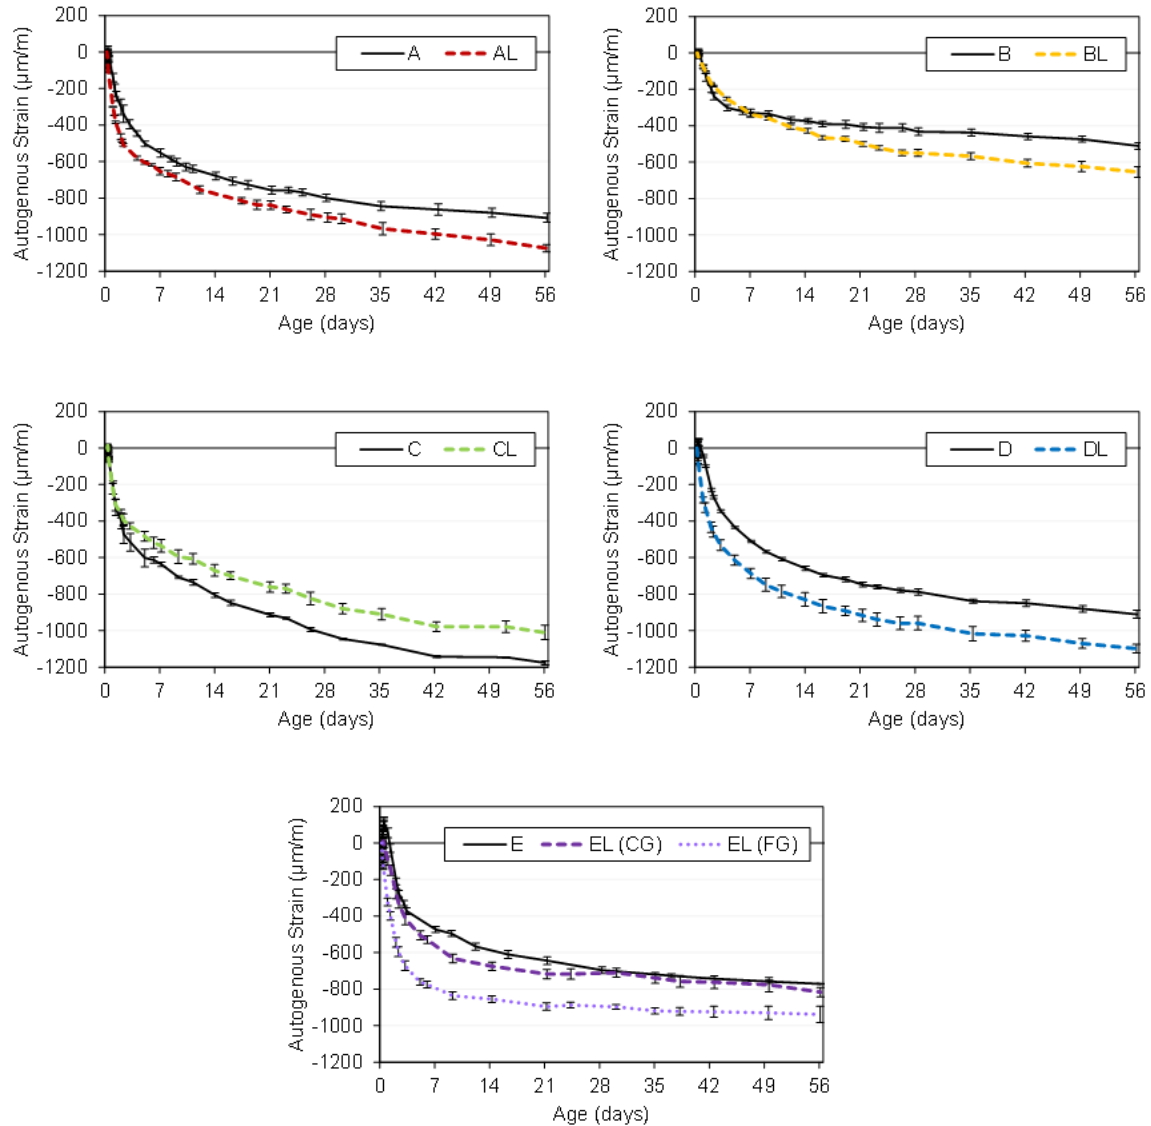 200
0
-200
-400
-600
-800
-1000
-1200
Autogenous Strain (µm/m)
A AL
0 7 14 21 28 35 42 49 56
Age (days)
200
0
-200
-400
-600
-800
-1000
-1200
Autogenous Strain (µm/m)
B BL
0 7 14 21 28 35 42 49 56
Age (days)
200
0
-200
-400
-600
-800
-1000
-1200
Autogenous Strain (µm/m)
C CL
0 7 14 21 28 35 42 49 56
Age (days)
200
0
-200
-400
-600
-800
-1000
-1200
Autogenous Strain (µm/m)
D DL
0 7 14 21 28 35 42 49 56
Age (days)
200
0
-200
-400
-600
-800
-1000
-1200
Autogenous Strain (µm/m)
E EL (CG) EL (FG)
0 7 14 21 28 35 42 49 56
Age (days)